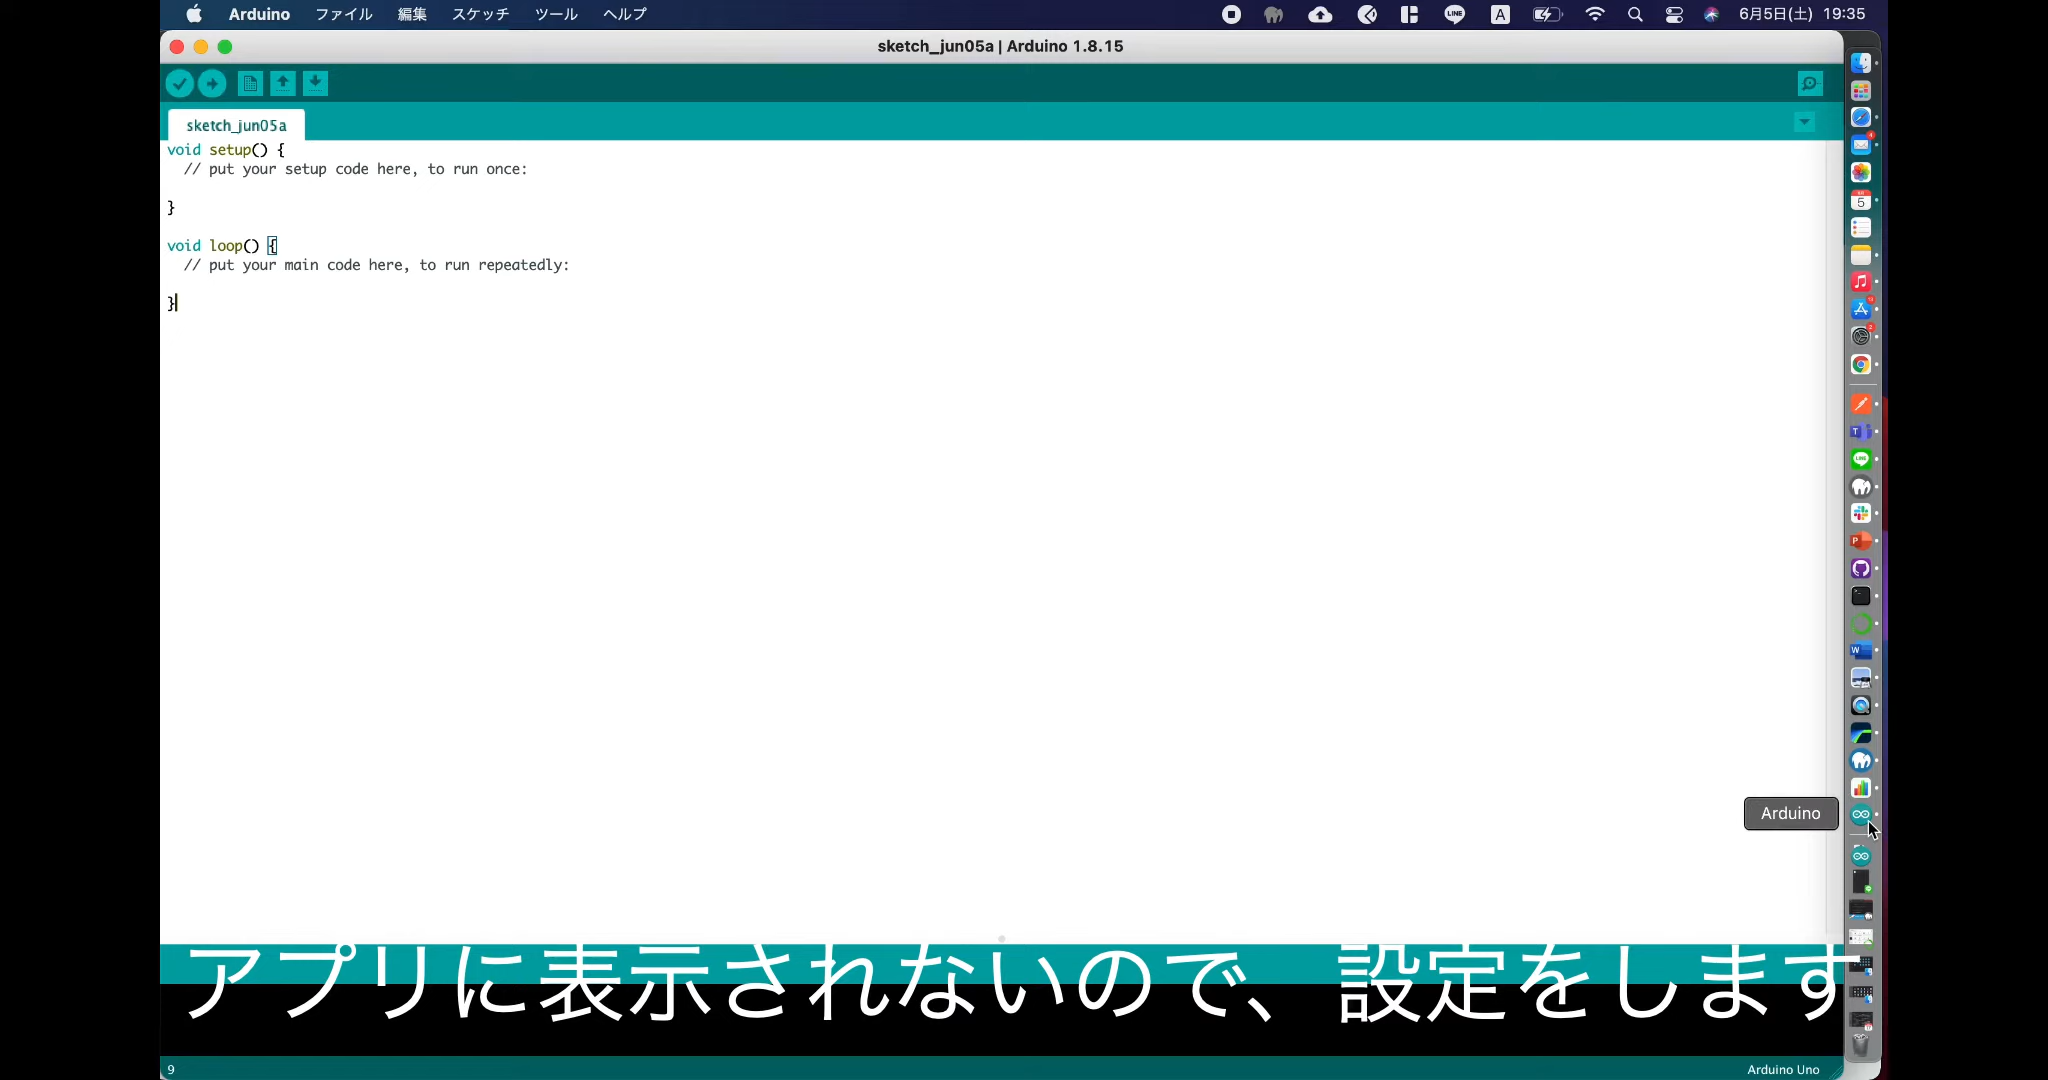 Arduino ファイル 編集 スケッチ ツール ヘルプ
LINE A 6月5日(土) 19:35
sketch_jun05a | Arduino 1.8.15
sketch_jun05a
void setup() {
// put your setup code here, to run once:
}
void loop() {
// put your main code here, to run repeatedly:
}
Arduino
アプリに表示されないので、設定をします
9
Arduino Uno